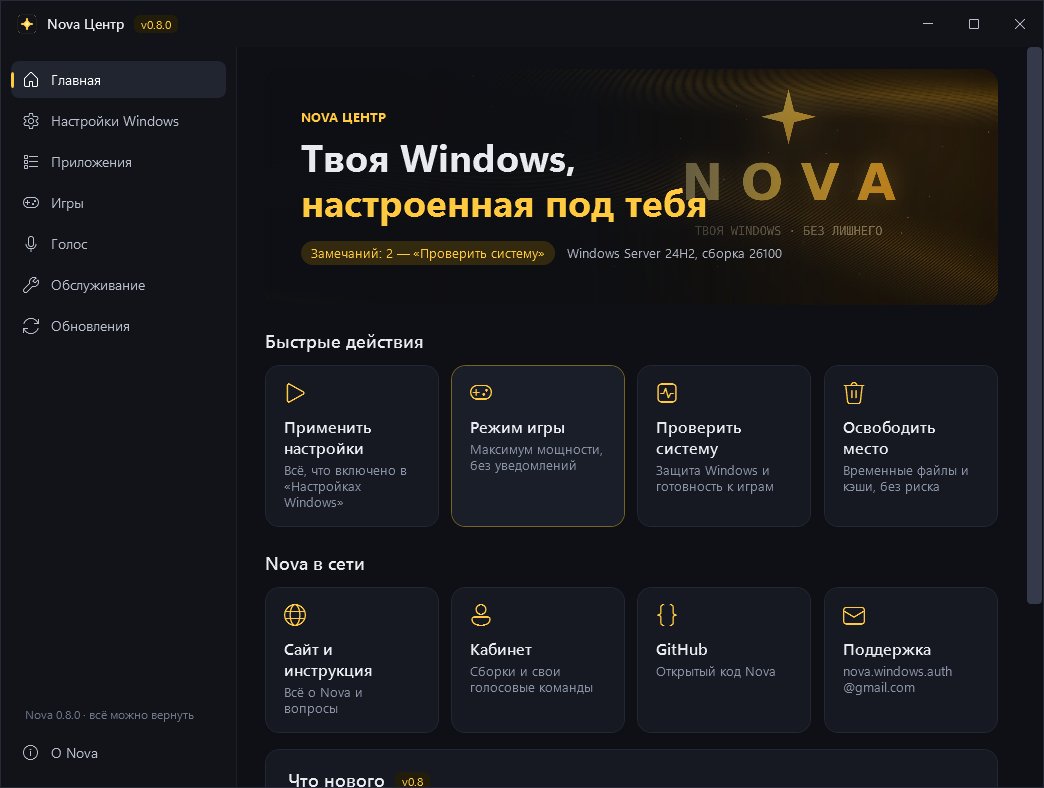 Nova Центр v0.8.0
Главная
Настройки Windows
Приложения
Игры
Голос
Обслуживание
Обновления
Nova 0.8.0 · всё можно вернуть
О Nova
NOVA ЦЕНТР
Твоя Windows,
настроенная под тебя
Замечаний: 2 — «Проверить систему» Windows Server 24H2, сборка 26100
NOVA
ТВОЯ WINDOWS · БЕЗ ЛИШНЕГО
Быстрые действия
Применить
настройки
Всё, что включено в
«Настройках
Windows»
Режим игры
Максимум мощности,
без уведомлений
Проверить
систему
Защита Windows и
готовность к играм
Освободить
место
Временные файлы и
кэши, без риска
Nova в сети
Сайт и
инструкция
Всё о Nova и
вопросы
Кабинет
Сборки и свои
голосовые команды
GitHub
Открытый код Nova
Поддержка
nova.windows.auth
@gmail.com
Что нового v0.8